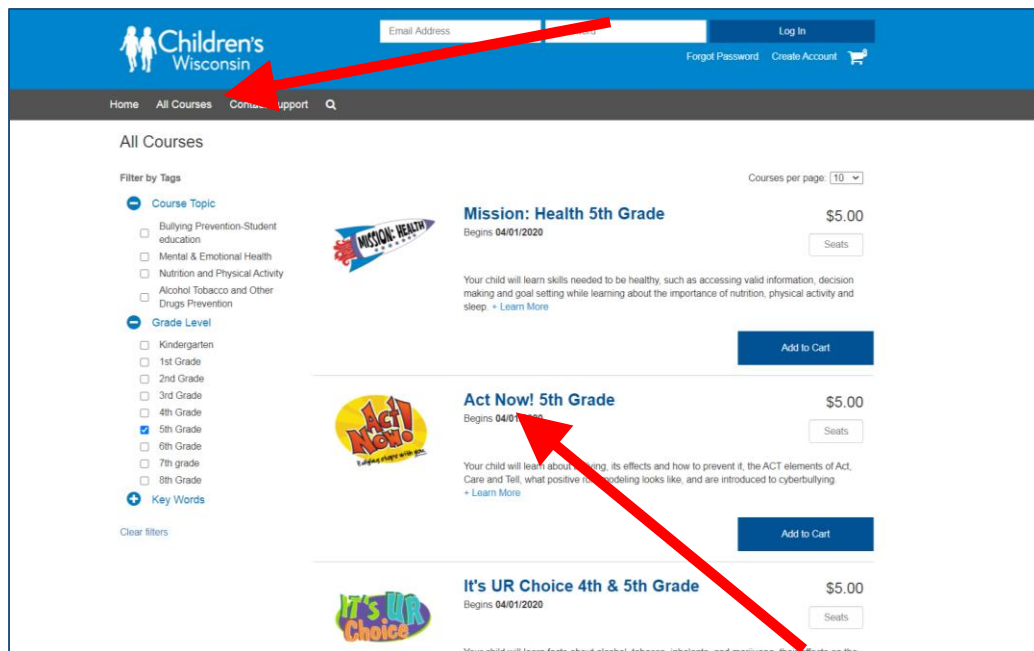 Children's
Wisconsin
Email Address
Log In
Forgot Password Create Account
Home All Courses Support
All Courses
Filter by Tags
Courses per page: 10
Course Topic
Bullying Prevention-Student
education
Mental & Emotional Health
Nutrition and Physical Activity
Alcohol Tobacco and Other
Drugs Prevention
Grade Level
Kindergarten
1st Grade
2nd Grade
3rd Grade
4th Grade
5th Grade
6th Grade
7th grade
8th Grade
Key Words
Clear filters
MISSION: HEALTH
Mission: Health 5th Grade
$5.00
Begins 04/01/2020
Seats
Your child will learn skills needed to be healthy, such as accessing valid information, decision
making and goal setting while learning about the importance of nutrition, physical activity and
sleep. + Learn More
Add to Cart
Act Now!
Act Now! 5th Grade
$5.00
Begins
Seats
Your child will learn about its effects and how to prevent it, the ACT elements of Act,
Care and Tell, what positive modeling looks like, and are introduced to cyberbullying.
+ Learn More
Add to Cart
IT'S UR
Choice
It's UR Choice 4th & 5th Grade
$5.00
Begins 04/01/2020
Seats